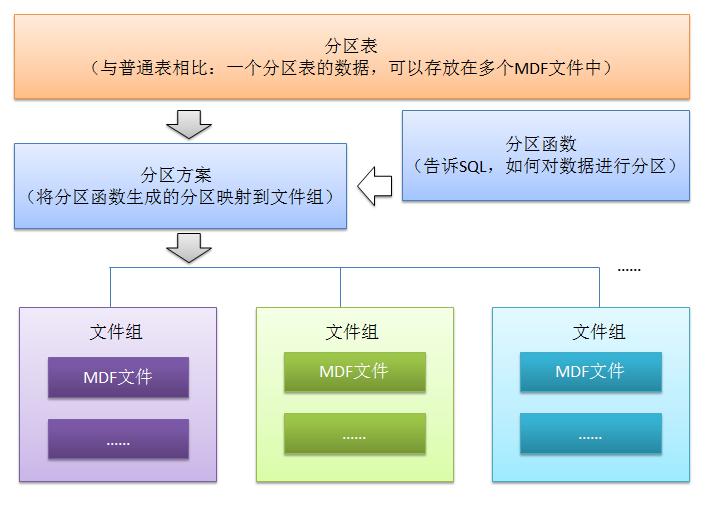 分区表
（与普通表相比：一个分区表的数据，可以存放在多个MDF文件中）
分区函数
（告诉SQL，如何对数据进行分区）
分区方案
（将分区函数生成的分区映射到文件组）
......
文件组
MDF文件
......
文件组
MDF文件
......
文件组
MDF文件
......